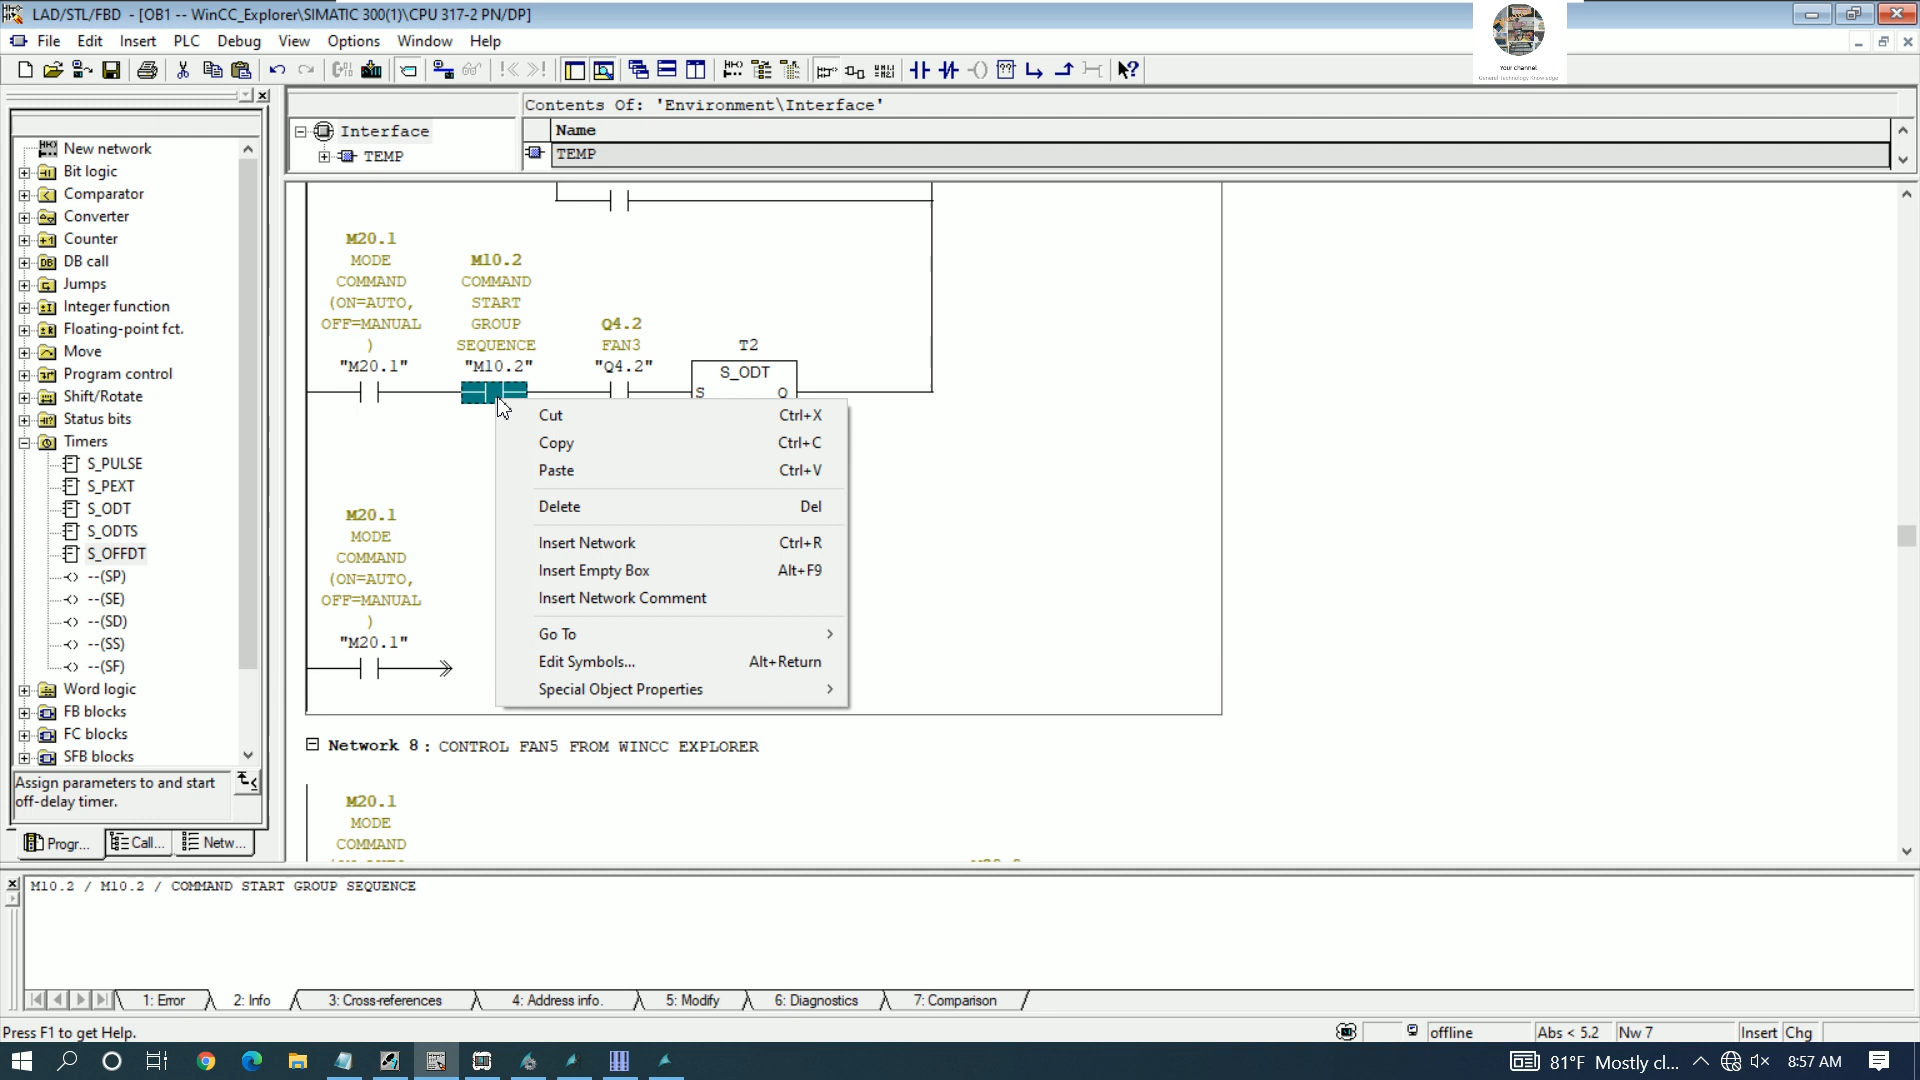 LAD/STL/FBD - [OB1 -- WinCC_Explorer\SIMATIC 300(1)\CPU 317-2 PN/DP]
File Edit Insert PLC Debug View Options Window Help
Your channel
General Technology Knowledge
Contents Of: 'Environment\Interface'
Interface
TEMP
Name
TEMP
New network
Bit logic
Comparator
Converter
Counter
DB call
Jumps
Integer function
Floating-point fct.
Move
Program control
Shift/Rotate
Status bits
Timers
S_PULSE
S_PEXT
S_ODT
S_ODTS
S_OFFDT
--(SP)
--(SE)
--(SD)
--(SS)
--(SF)
Word logic
FB blocks
FC blocks
SFB blocks
Assign parameters to and start
off-delay timer.
Progr... Call... Netw...
M20.1
MODE
COMMAND
(ON=AUTO,
OFF=MANUAL
)
"M20.1"
M10.2
COMMAND
START
GROUP
SEQUENCE
"M10.2"
Q4.2
FAN3
"Q4.2"
T2
S_ODT
S Q
Cut Ctrl+X
Copy Ctrl+C
Paste Ctrl+V
Delete Del
Insert Network Ctrl+R
Insert Empty Box Alt+F9
Insert Network Comment
Go To
Edit Symbols... Alt+Return
Special Object Properties
M20.1
MODE
COMMAND
(ON=AUTO,
OFF=MANUAL
)
"M20.1"
Network 8 : CONTROL FAN5 FROM WINCC EXPLORER
M20.1
MODE
COMMAND
M10.2 / M10.2 / COMMAND START GROUP SEQUENCE
1: Error 2: Info 3: Cross-references 4: Address info. 5: Modify 6: Diagnostics 7: Comparison
Press F1 to get Help.
offline Abs < 5.2 Nw 7 Insert Chg
81°F Mostly cl... 8:57 AM